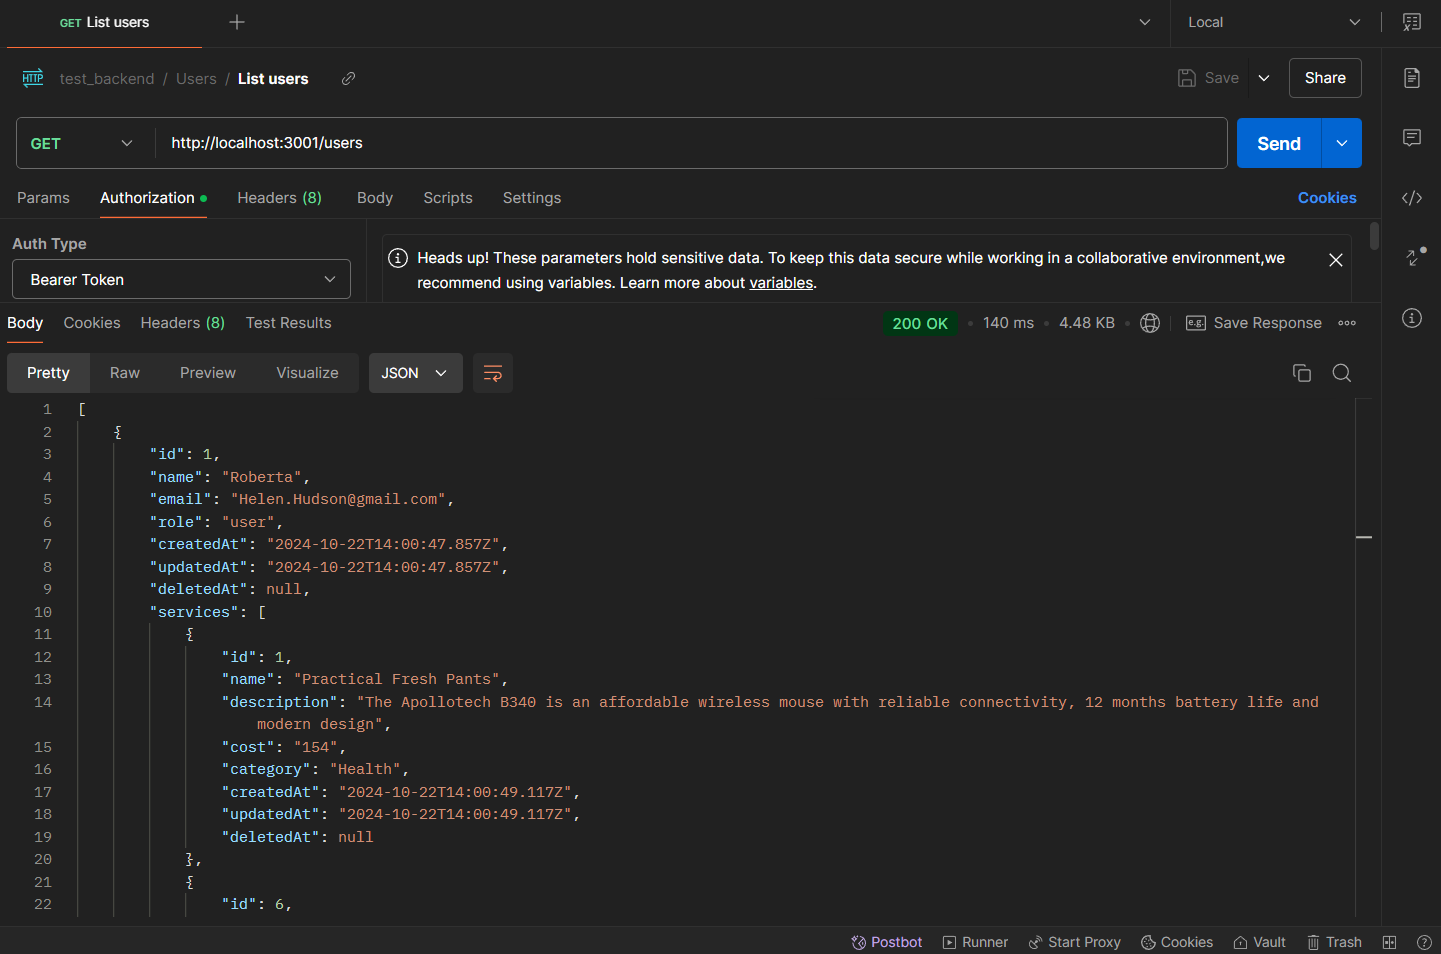 GET List users
Local
HTTP test_backend / Users / List users
Save
Share
GET
http://localhost:3001/users
Send
Params Authorization Headers (8) Body Scripts Settings
Cookies
Auth Type
Bearer Token
Heads up! These parameters hold sensitive data. To keep this data secure while working in a collaborative environment,we
recommend using variables. Learn more about variables.
Body Cookies Headers (8) Test Results
200 OK • 140 ms • 4.48 KB •
e.g. Save Response
Pretty Raw Preview Visualize
JSON
1 [
2 {
3 "id": 1,
4 "name": "Roberta",
5 "email": "Helen.Hudson@gmail.com",
6 "role": "user",
7 "createdAt": "2024-10-22T14:00:47.857Z",
8 "updatedAt": "2024-10-22T14:00:47.857Z",
9 "deletedAt": null,
10 "services": [
11 {
12 "id": 1,
13 "name": "Practical Fresh Pants",
14 "description": "The Apollotech B340 is an affordable wireless mouse with reliable connectivity, 12 months battery life and
modern design",
15 "cost": "154",
16 "category": "Health",
17 "createdAt": "2024-10-22T14:00:49.117Z",
18 "updatedAt": "2024-10-22T14:00:49.117Z",
19 "deletedAt": null
20 },
21 {
22 "id": 6,
Postbot Runner Start Proxy Cookies Vault Trash